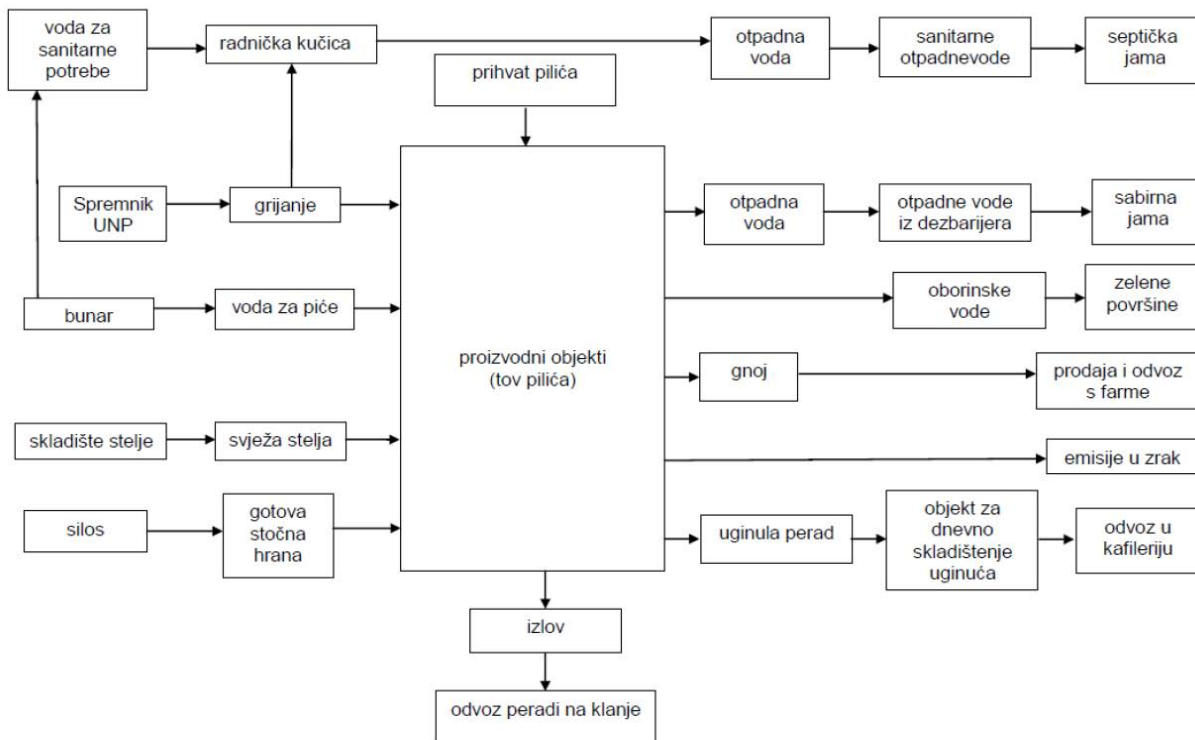 voda za
sanitarne
potrebe
radnička kučica
otpadna
voda
sanitarne
otpadnevode
septička
jama
prihvat pilića
Spremnik
UNP
grijanje
otpadna
voda
otpadne vode
iz dezbarijera
sabirna
jama
bunar
voda za piće
oborinske
vode
zelene
površine
proizvodni objekti
(tov pilića)
gnoj
prodaja i odvoz
s farme
skladište stelje
svježa stelja
emisije u zrak
silos
gotova
stočna
hrana
uginula perad
objekt za
dnevno
skladištenje
uginuća
odvoz u
kafileriju
izlov
odvoz peradi na klanje